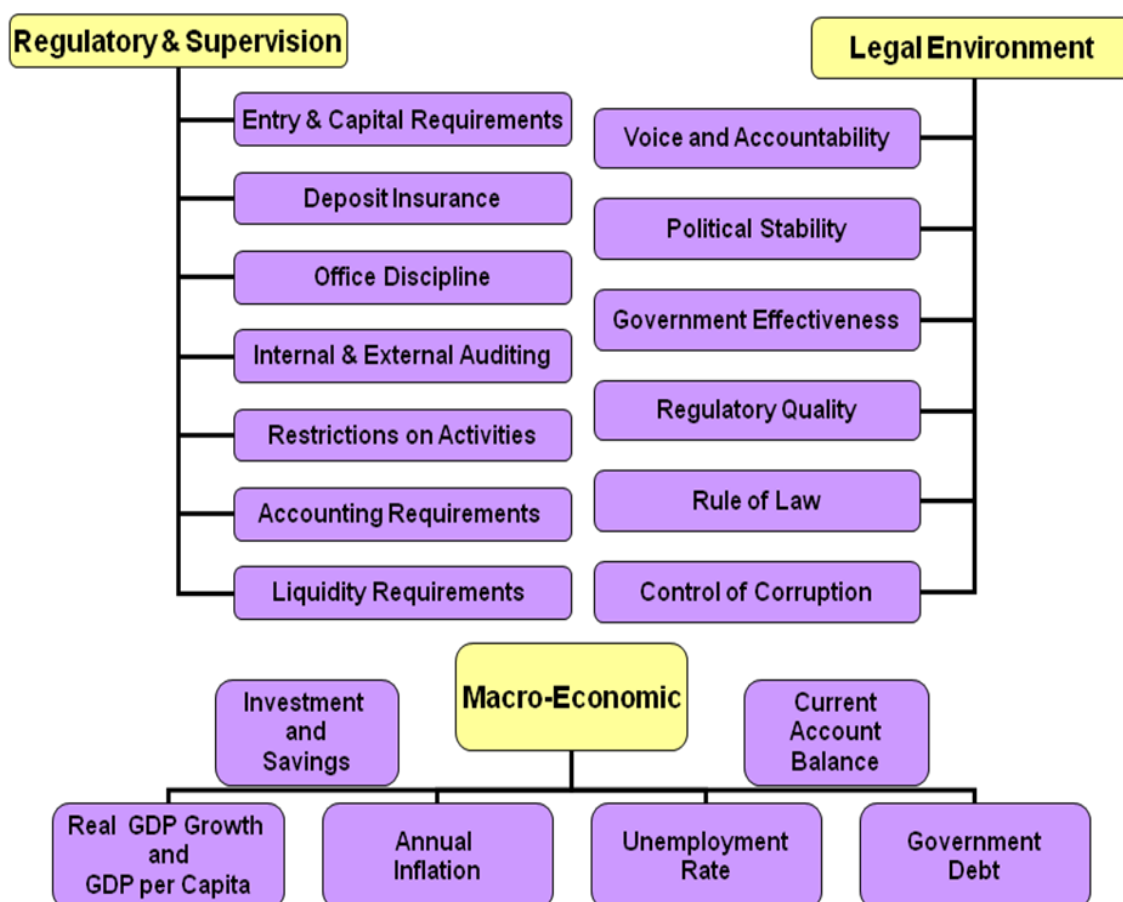 Regulatory & Supervision
Entry & Capital Requirements
Deposit Insurance
Office Discipline
Internal & External Auditing
Restrictions on Activities
Accounting Requirements
Liquidity Requirements
Legal Environment
Voice and Accountability
Political Stability
Government Effectiveness
Regulatory Quality
Rule of Law
Control of Corruption
Macro-Economic
Investment
and
Savings
Current
Account
Balance
Real GDP Growth
and
GDP per Capita
Annual
Inflation
Unemployment
Rate
Government
Debt